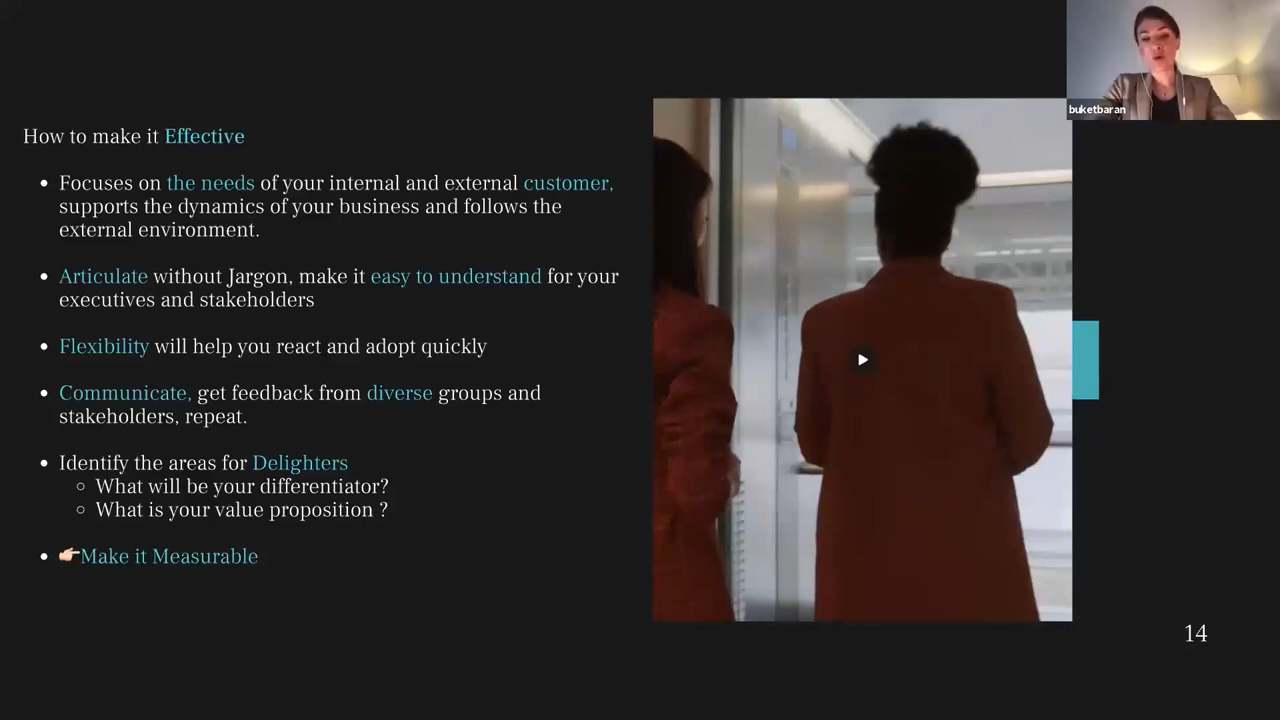 buketbaran
How to make it Effective
• Focuses on the needs of your internal and external customer,
supports the dynamics of your business and follows the
external environment.
• Articulate without Jargon, make it easy to understand for your
executives and stakeholders
• Flexibility will help you react and adopt quickly
• Communicate, get feedback from diverse groups and
stakeholders, repeat.
• Identify the areas for Delighters
○ What will be your differentiator?
○ What is your value proposition ?
• 👉Make it Measurable
14